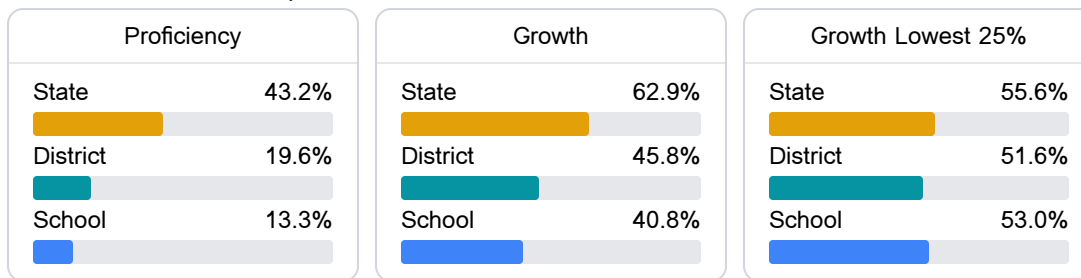 Proficiency
State 43.2%
District 19.6%
School 13.3%
Growth
State 62.9%
District 45.8%
School 40.8%
Growth Lowest 25%
State 55.6%
District 51.6%
School 53.0%